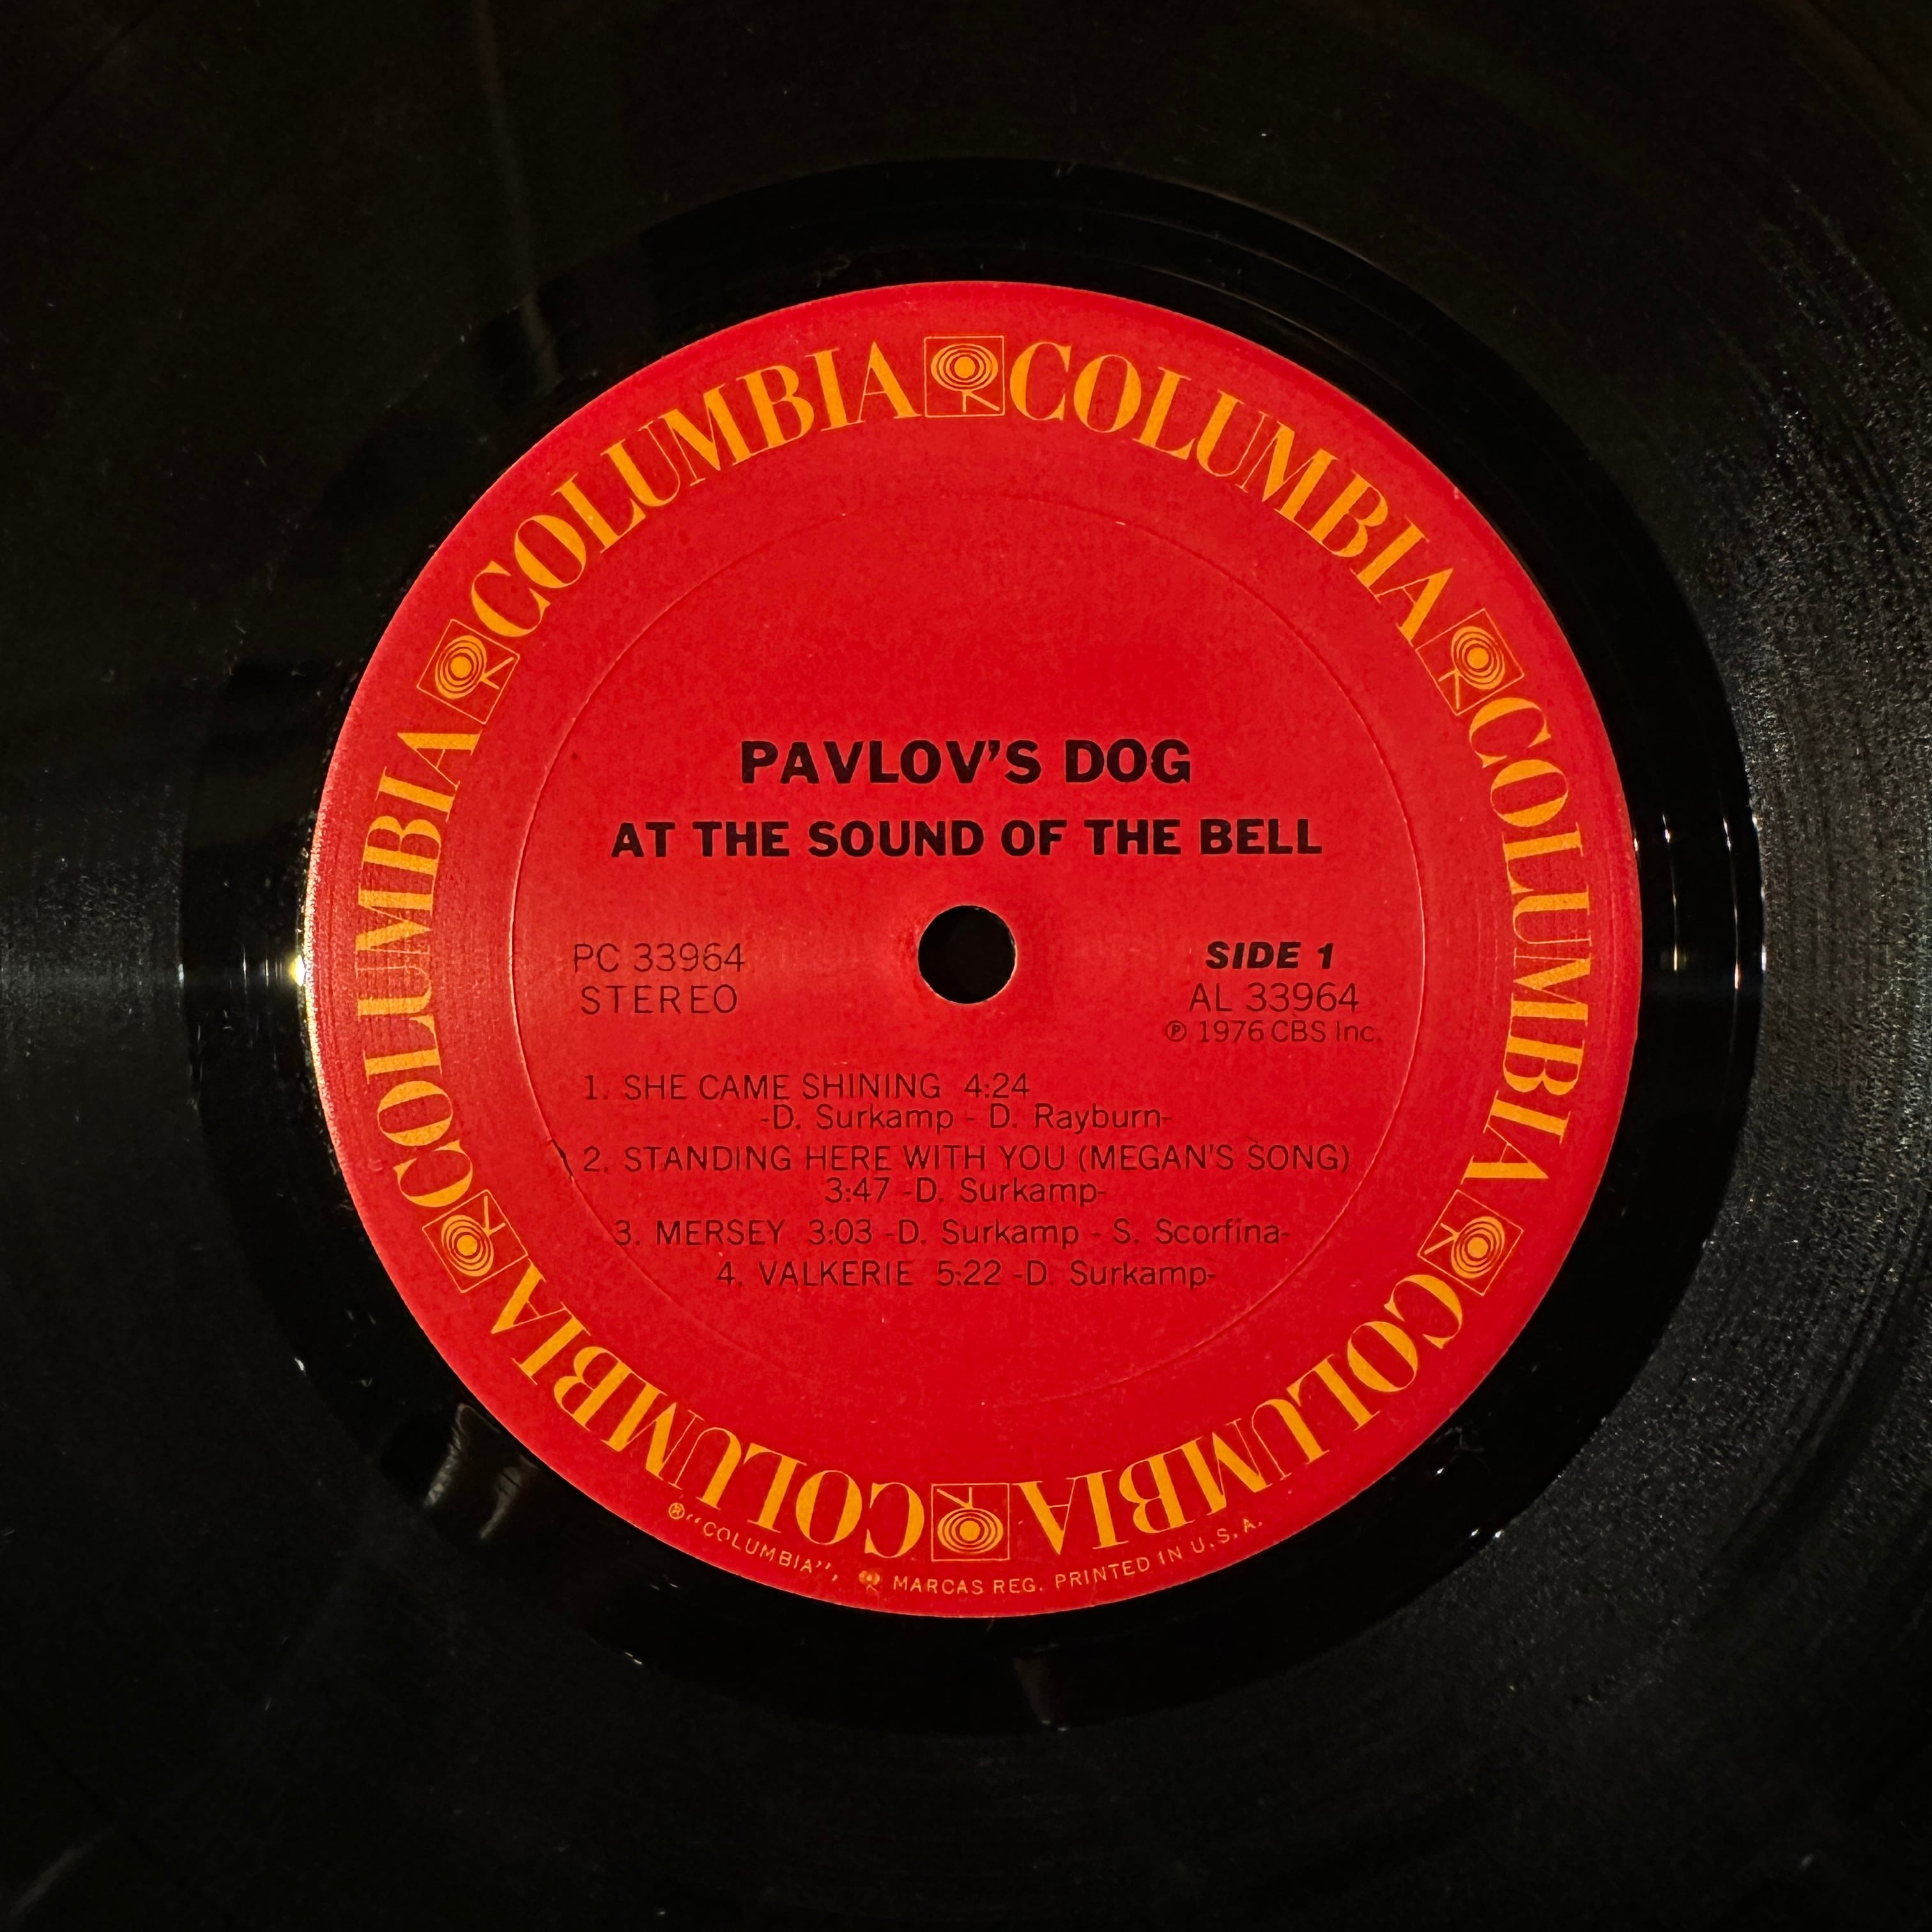 COLUMBIA COLUMBIA COLUMBIA COLUMBIA COLUMBIA COLUMBIA
PAVLOV'S DOG
AT THE SOUND OF THE BELL
PC 33964
STEREO
SIDE 1
AL 33964
℗ 1976 CBS Inc.
1. SHE CAME SHINING 4:24
-D. Surkamp - D. Rayburn-
2. STANDING HERE WITH YOU (MEGAN'S SONG)
3:47 -D. Surkamp-
3. MERSEY 3:03 -D. Surkamp - S. Scorfina-
4. VALKERIE 5:22 -D. Surkamp-
® "COLUMBIA", MARCAS REG. PRINTED IN U.S.A.